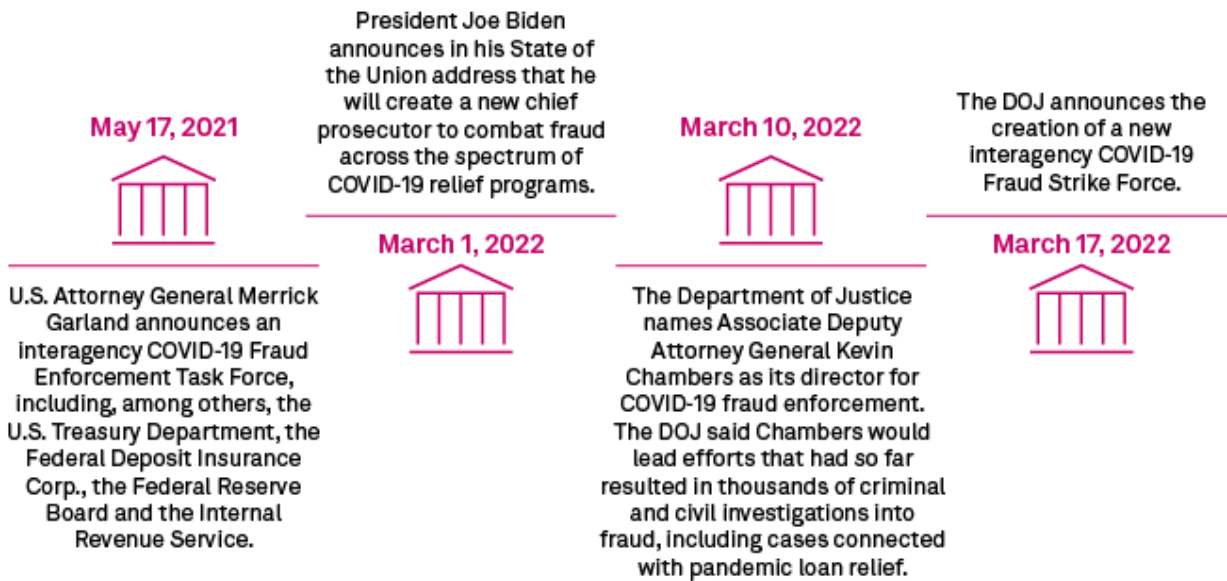 May 17, 2021
U.S. Attorney General Merrick
Garland announces an
interagency COVID-19 Fraud
Enforcement Task Force,
including, among others, the
U.S. Treasury Department, the
Federal Deposit Insurance
Corp., the Federal Reserve
Board and the Internal
Revenue Service.
President Joe Biden
announces in his State of
the Union address that he
will create a new chief
prosecutor to combat fraud
across the spectrum of
COVID-19 relief programs.
March 1, 2022
March 10, 2022
The Department of Justice
names Associate Deputy
Attorney General Kevin
Chambers as its director for
COVID-19 fraud enforcement.
The DOJ said Chambers would
lead efforts that had so far
resulted in thousands of criminal
and civil investigations into
fraud, including cases connected
with pandemic loan relief.
The DOJ announces the
creation of a new
interagency COVID-19
Fraud Strike Force.
March 17, 2022